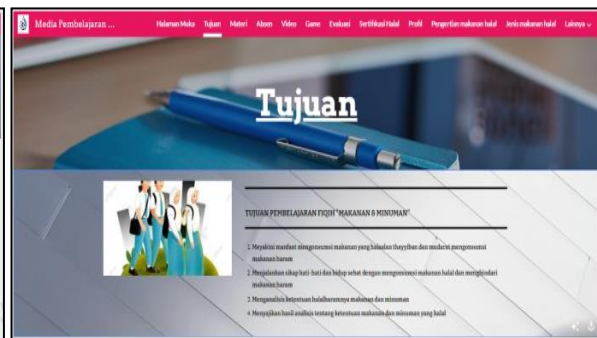 Media Pembelajaran ...
Halaman Muka Tujuan Materi Absen Video Game Evaluasi Sertifikasi Halal Profil Pengertian makanan halal Jenis makanan halal Lainnya
Tujuan
TUJUAN PEMBELAJARAN FIQIH "MAKANAN & MINUMAN"
1. Meyakini manfaat mengonsumsi makanan yang halaalan thayyiban dan mudarrat mengonsumsi
makanan haram
2. Menjalankan sikap hati-hati dan hidup sehat dengan mengonsumsi makanan halal dan menghindari
makanan haram
3. Menganalisis ketentuan halalharamnya makanan dan minuman
4. Menyajikan hasil analisis tentang ketentuan makanan dan minuman yang halal